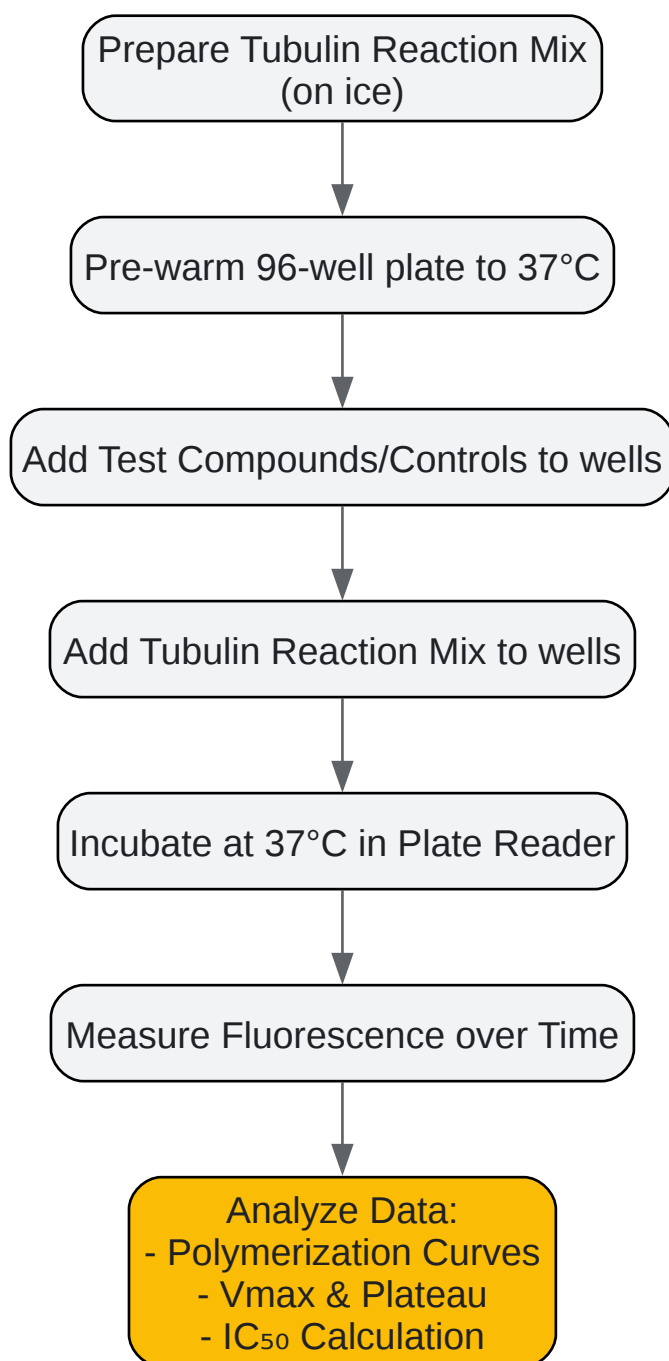 Prepare Tubulin Reaction Mix
(on ice)
Pre-warm 96-well plate to 37°C
Add Test Compounds/Controls to wells
Add Tubulin Reaction Mix to wells
Incubate at 37°C in Plate Reader
Measure Fluorescence over Time
Analyze Data:
- Polymerization Curves
- Vmax & Plateau
- IC₅₀ Calculation